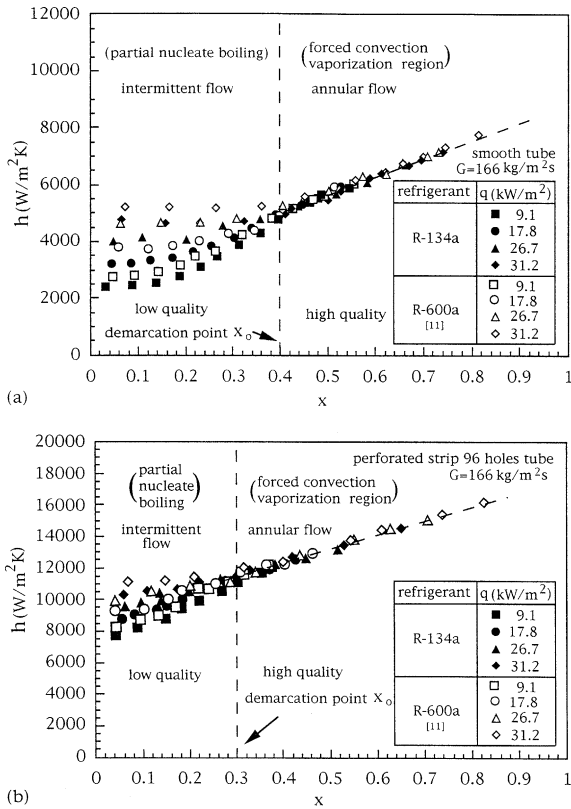 12000
10000
8000
6000
4000
2000
0
h (W/m²K)
(partial nucleate boiling)
intermittent flow
(forced convection
vaporization region)
annular flow
smooth tube
G=166 kg/m²s
refrigerant q (kW/m²)
R-134a
9.1
17.8
26.7
31.2
R-600a
[11]
9.1
17.8
26.7
31.2
low quality
demarcation point X₀
high quality
0 0.1 0.2 0.3 0.4 0.5 0.6 0.7 0.8 0.9 1
x
(a)
20000
18000
16000
14000
12000
10000
8000
6000
4000
2000
0
h (W/m²K)
(partial
nucleate
boiling)
intermittent
flow
(forced convection
vaporization region)
annular flow
perforated strip 96 holes tube
G=166 kg/m²s
refrigerant q (kW/m²)
R-134a
9.1
17.8
26.7
31.2
R-600a
[11]
9.1
17.8
26.7
31.2
low quality
high quality
demarcation point X₀
0 0.1 0.2 0.3 0.4 0.5 0.6 0.7 0.8 0.9 1
x
(b)